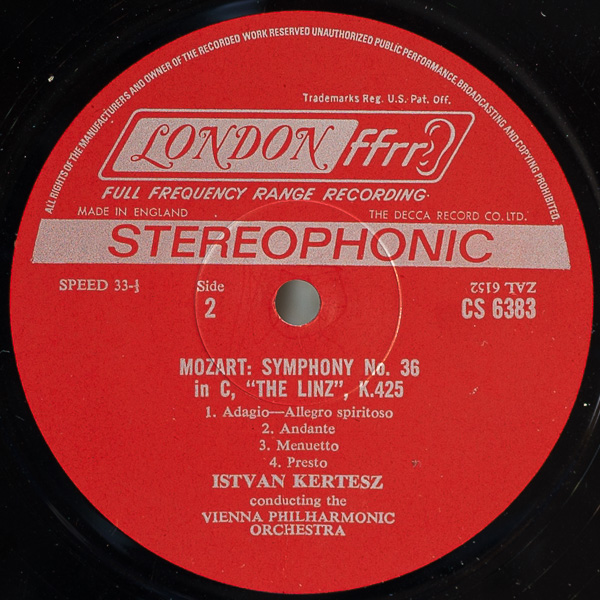 ALL RIGHTS OF THE MANUFACTURERS AND OWNER OF THE RECORDED WORK RESERVED UNAUTHORIZED PUBLIC PERFORMANCE, BROADCASTING AND COPYING PROHIBITED.
Trademarks Reg. U.S. Pat. Off.
LONDON ffrr
FULL FREQUENCY RANGE RECORDING
MADE IN ENGLAND THE DECCA RECORD CO. LTD.
STEREOPHONIC
SPEED 33-⅓ Side ZAL 6152
2 CS 6383
MOZART: SYMPHONY No. 36
in C, “THE LINZ”, K.425
1. Adagio—Allegro spiritoso
2. Andante
3. Menuetto
4. Presto
ISTVAN KERTESZ
conducting the
VIENNA PHILHARMONIC
ORCHESTRA